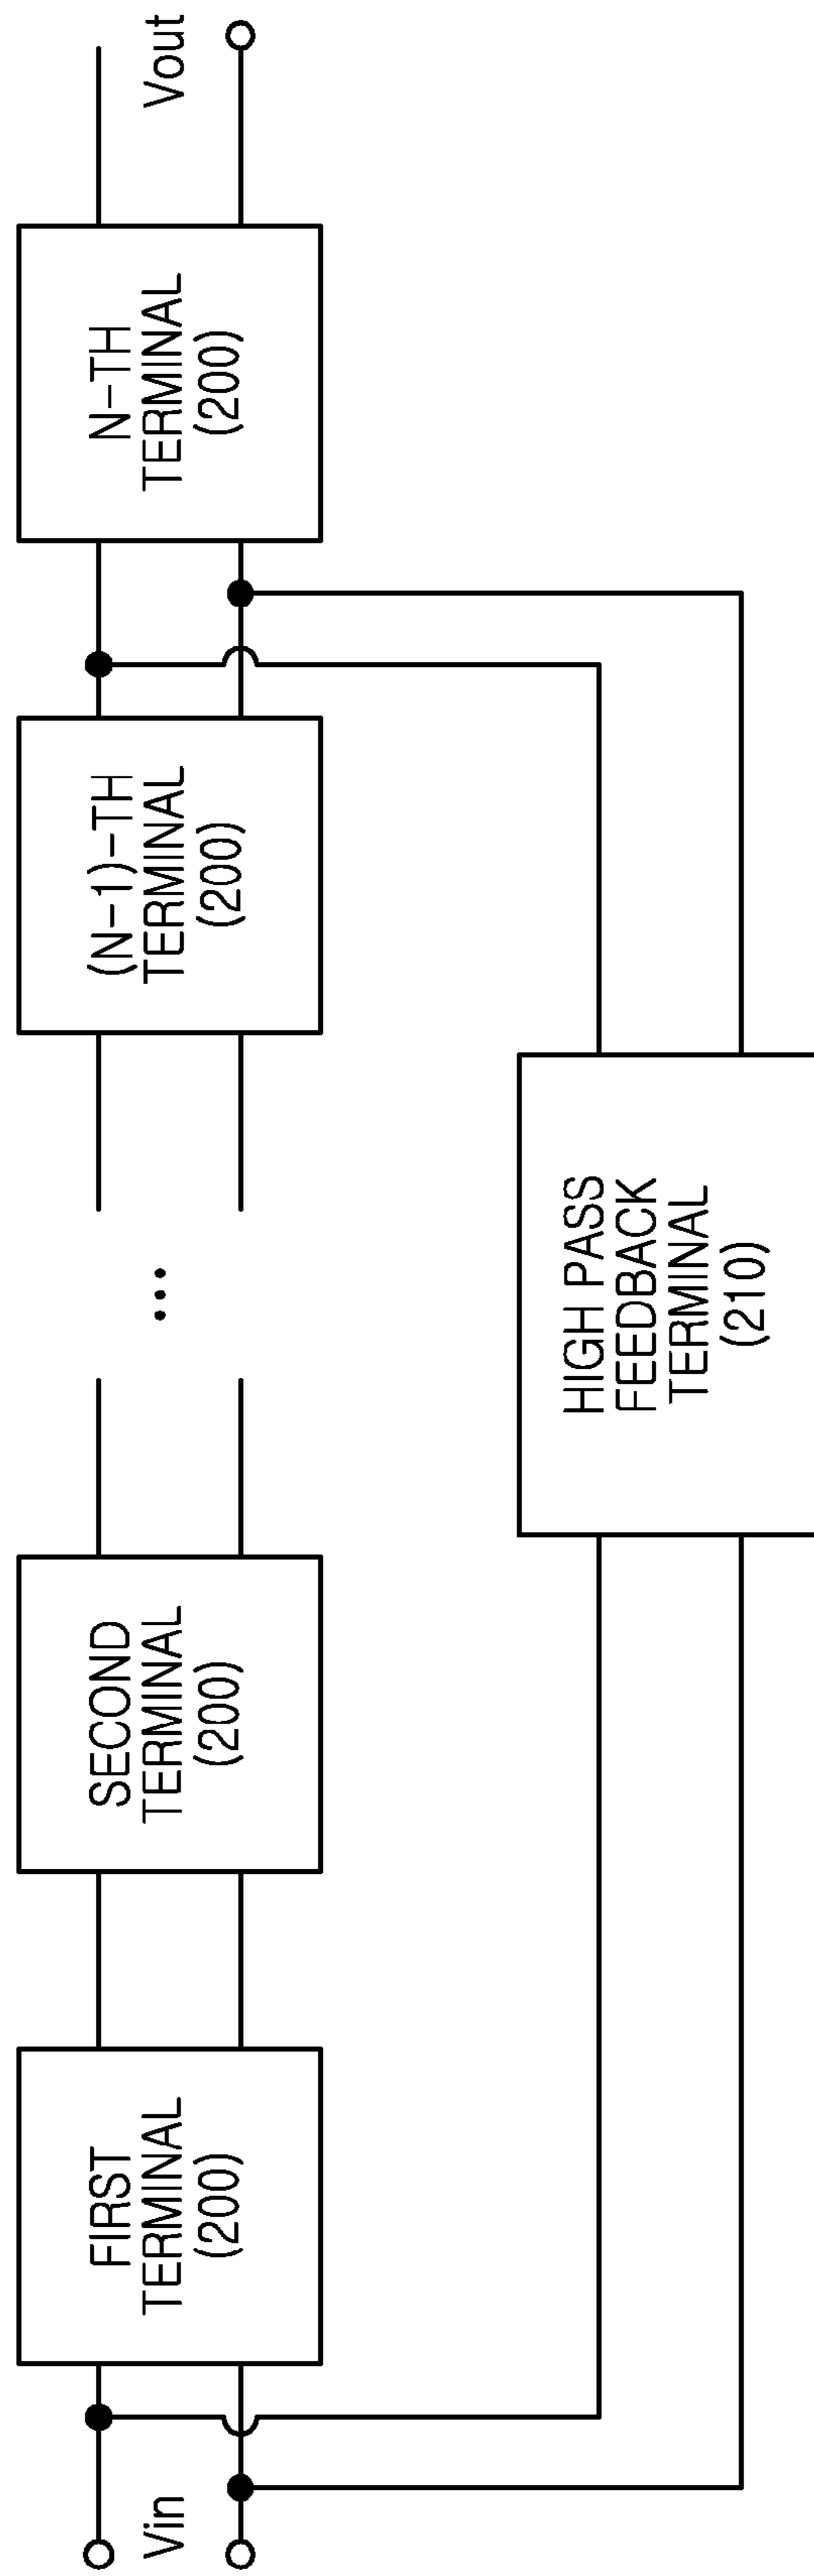 Vin
FIRST
TERMINAL
(200)
SECOND
TERMINAL
(200)
...
(N-1)-TH
TERMINAL
(200)
N-TH
TERMINAL
(200)
Vout
HIGH PASS
FEEDBACK
TERMINAL
(210)